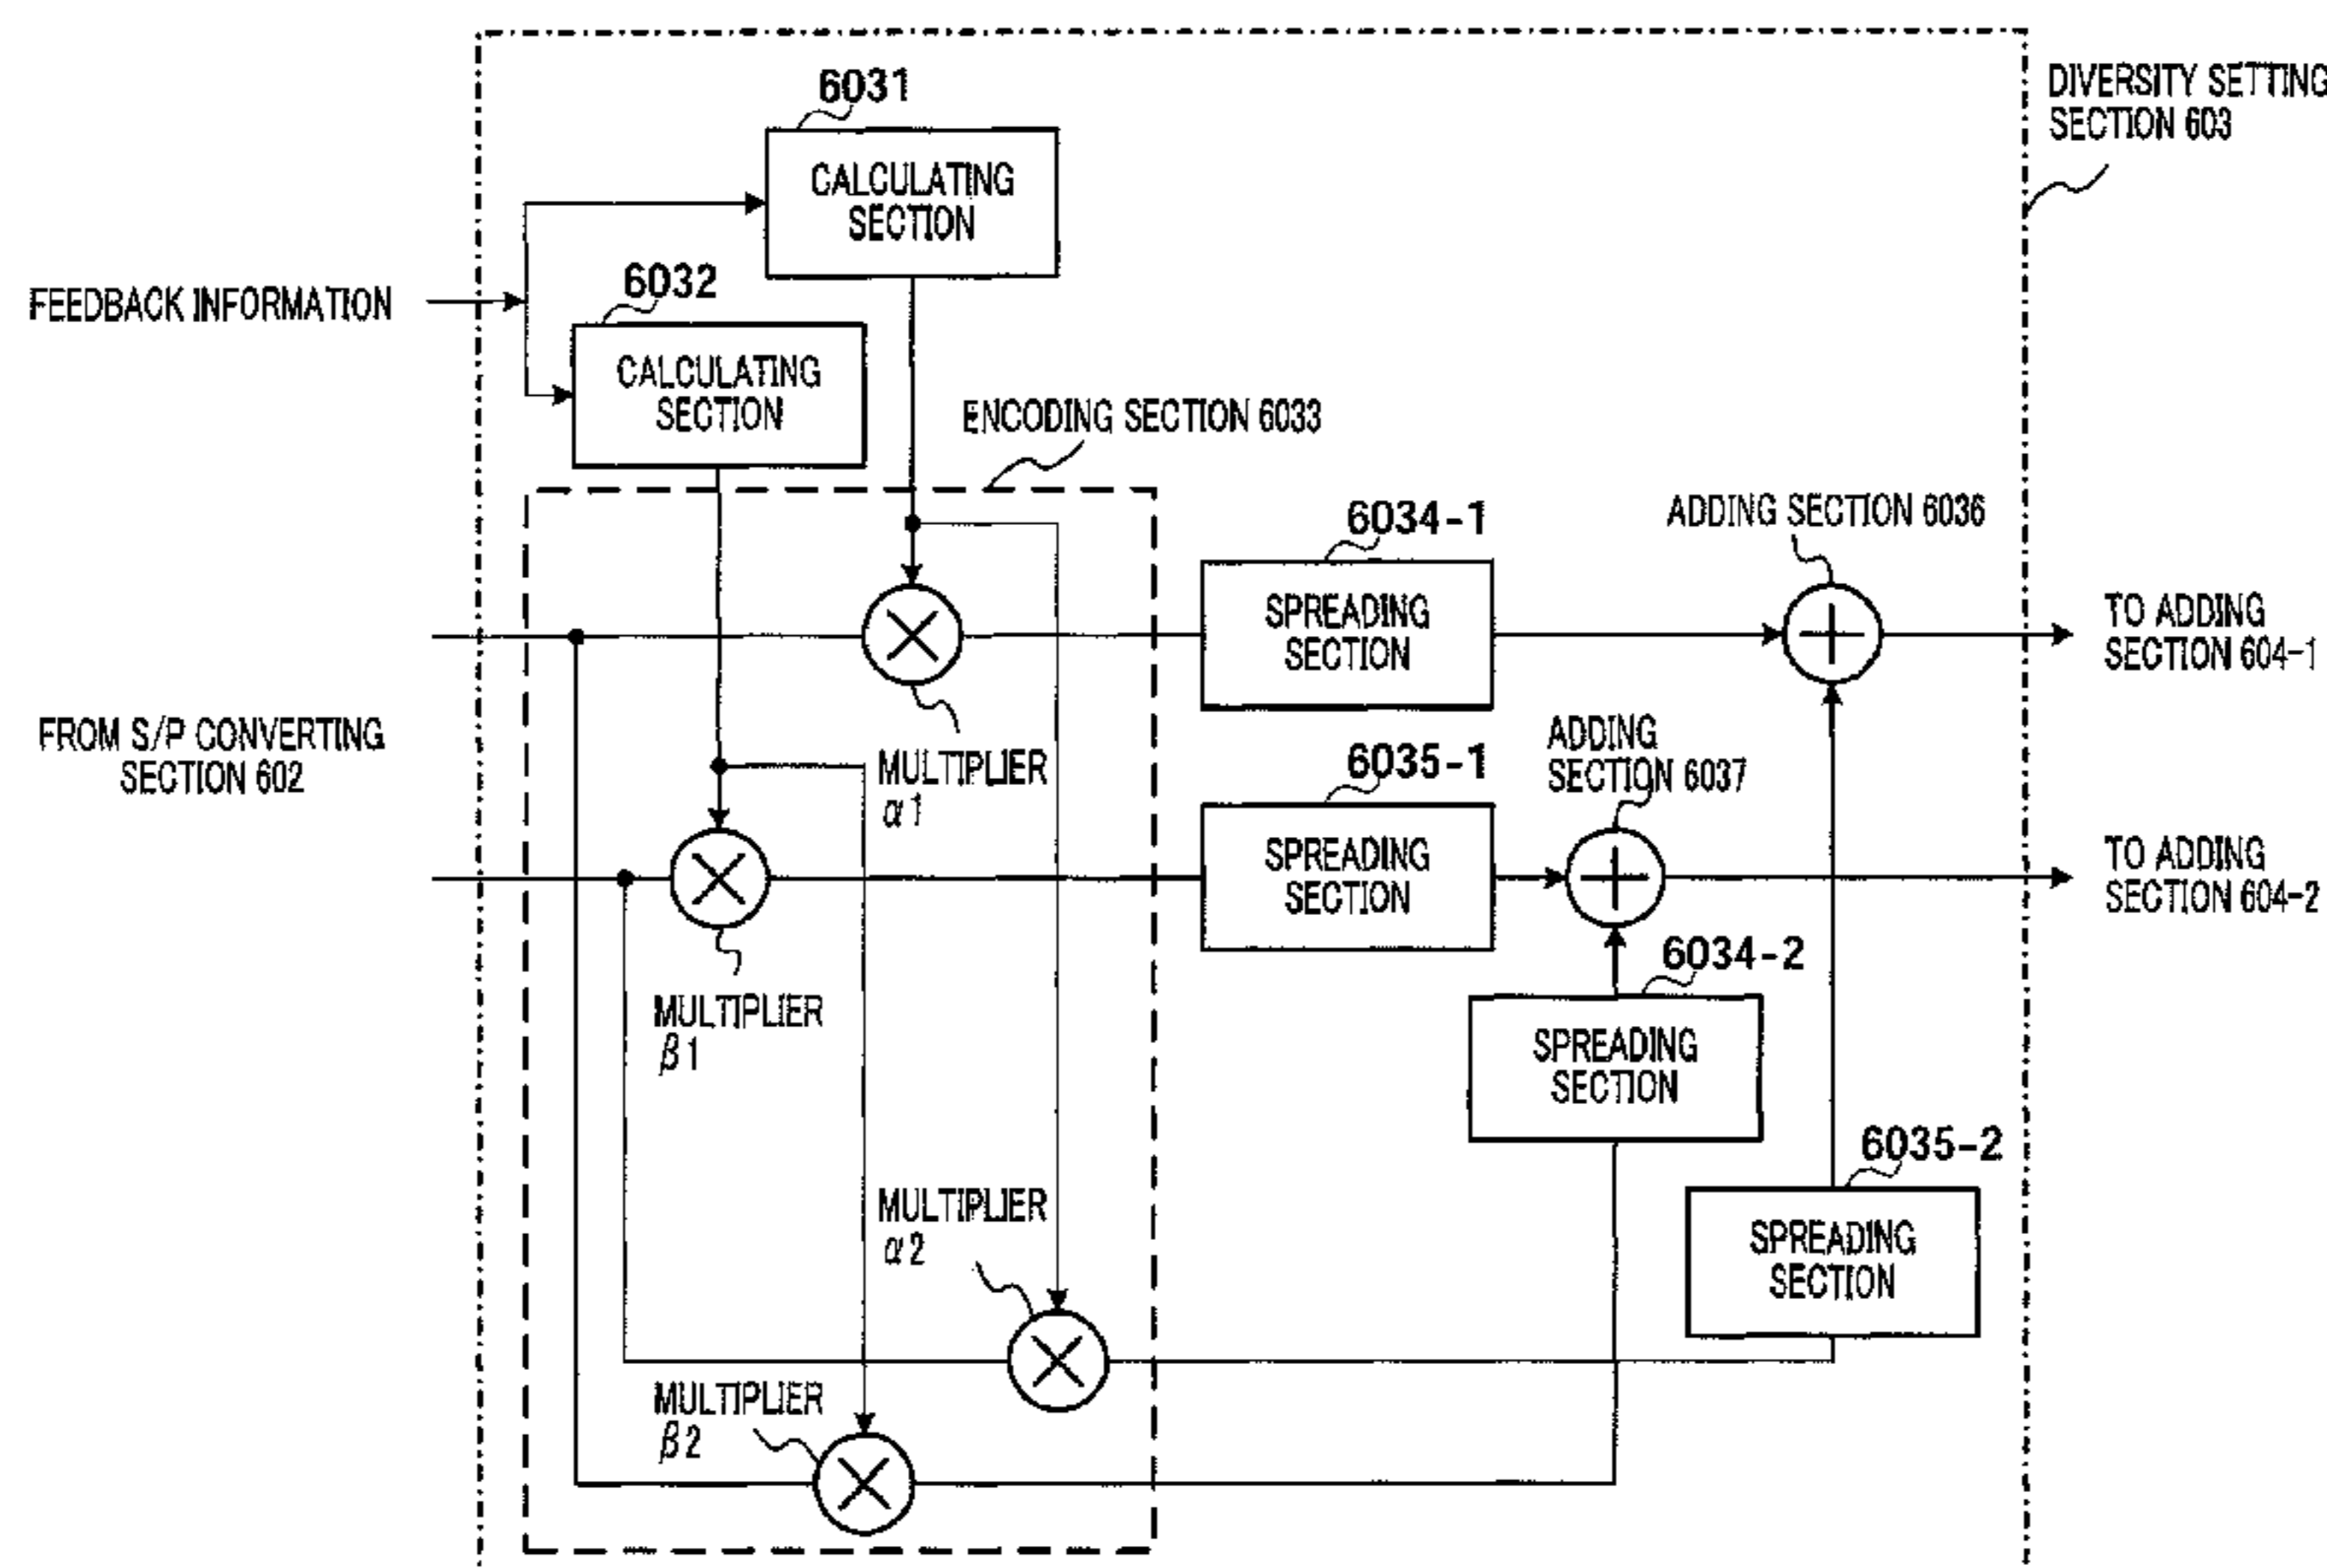 6031
DIVERSITY SETTING
SECTION 603
CALCULATING
SECTION
6032
FEEDBACK INFORMATION
CALCULATING
SECTION
ENCODING SECTION 6033
6034-1
ADDING SECTION 6036
SPREADING
SECTION
TO ADDING
SECTION 604-1
FROM S/P CONVERTING
SECTION 602
MULTIPLIER
α1
6035-1
ADDING
SECTION 6037
SPREADING
SECTION
TO ADDING
SECTION 604-2
MULTIPLIER
β1
6034-2
SPREADING
SECTION
6035-2
MULTIPLIER
α2
SPREADING
SECTION
MULTIPLIER
β2